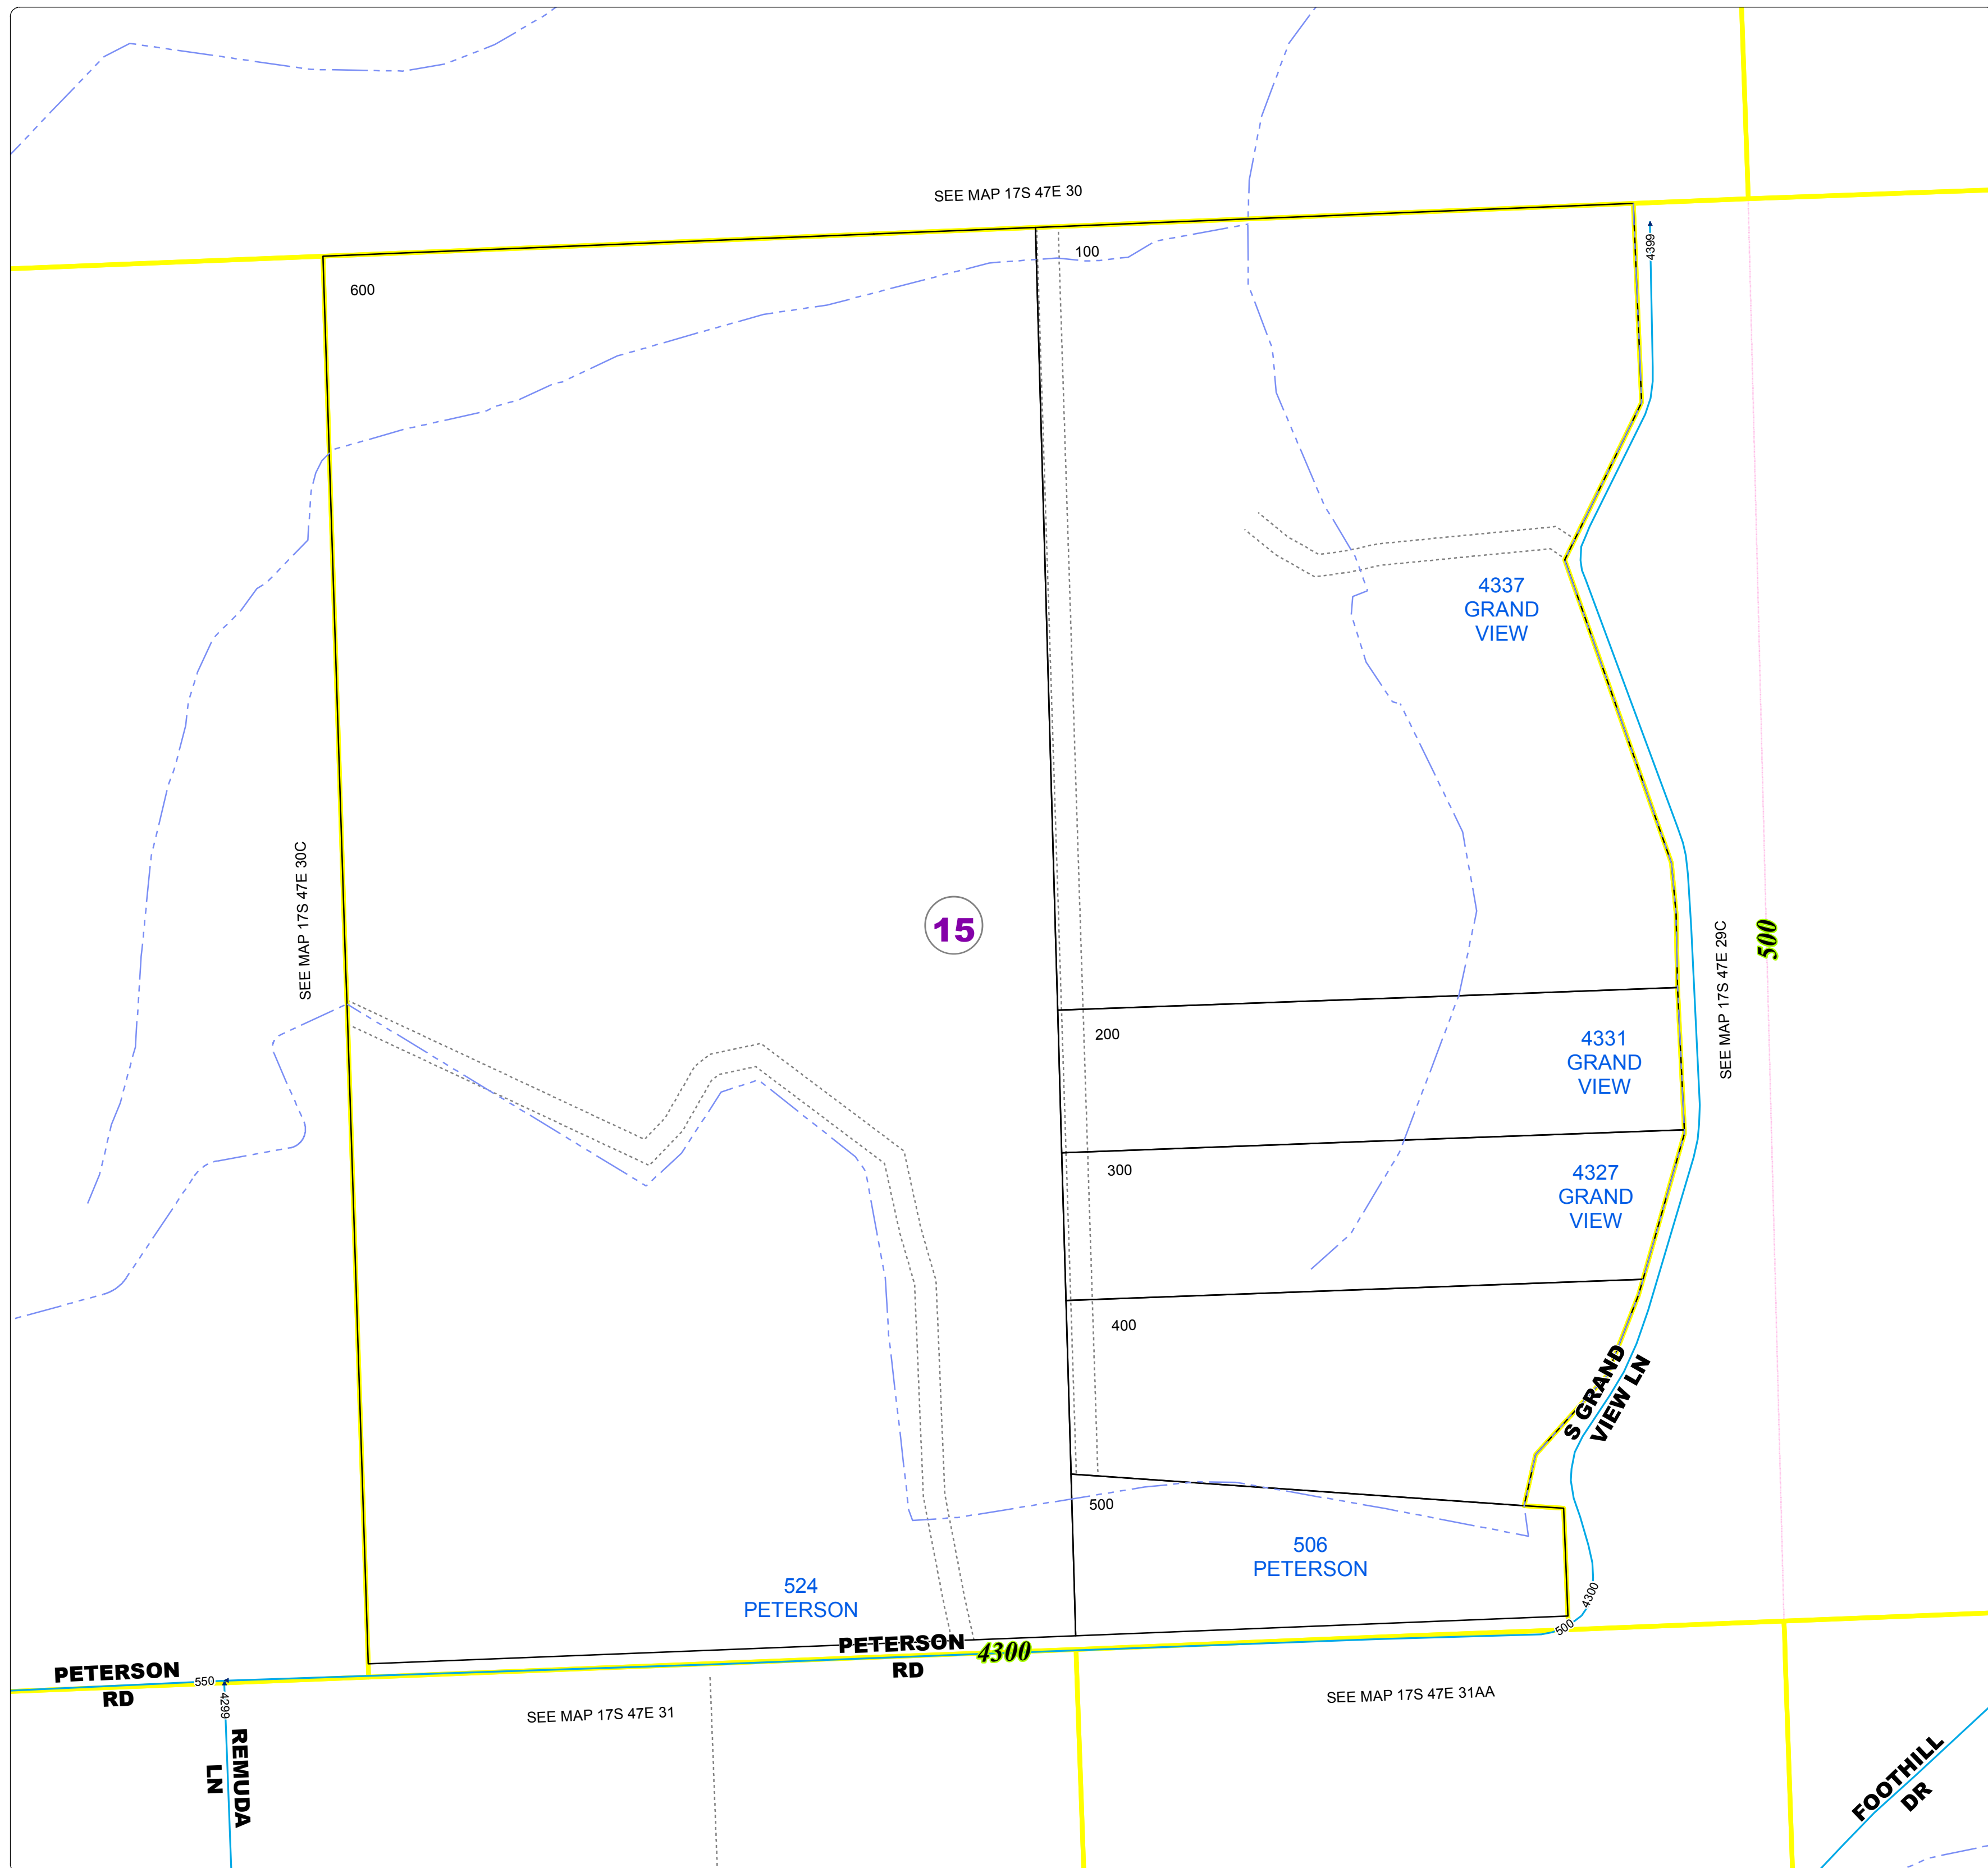 SEE MAP 17S 47E 30
4399
100
600
4337
GRAND
VIEW
SEE MAP 17S 47E 30C
15
500
SEE MAP 17S 47E 29C
200
4331
GRAND
VIEW
300
4327
GRAND
VIEW
400
S GRAND
VIEW LN
500
506
PETERSON
524
PETERSON
4300
500
PETERSON
RD
4300
PETERSON
RD
550
4299
REMUDA
LN
SEE MAP 17S 47E 31
SEE MAP 17S 47E 31AA
FOOTHILL
DR